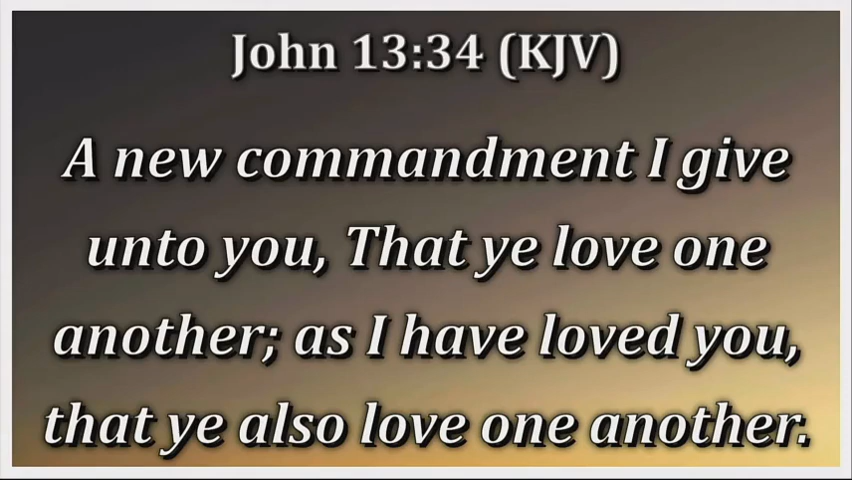 John 13:34 (KJV)
A new commandment I give
unto you, That ye love one
another; as I have loved you,
that ye also love one another.